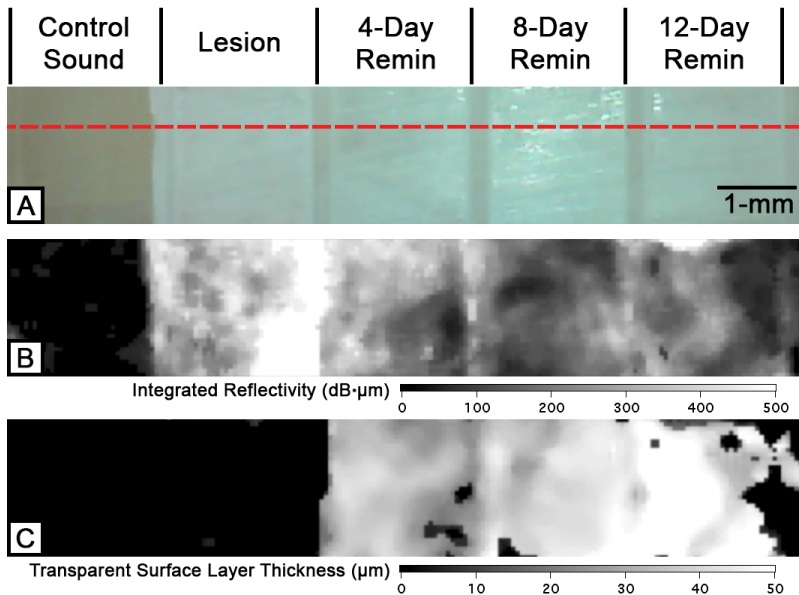 Control Sound
Lesion
4-Day Remin
8-Day Remin
12-Day Remin
A
1-mm
B
Integrated Reflectivity (dB•µm)
0 100 200 300 400 500
C
Transparent Surface Layer Thickness (µm)
0 10 20 30 40 50